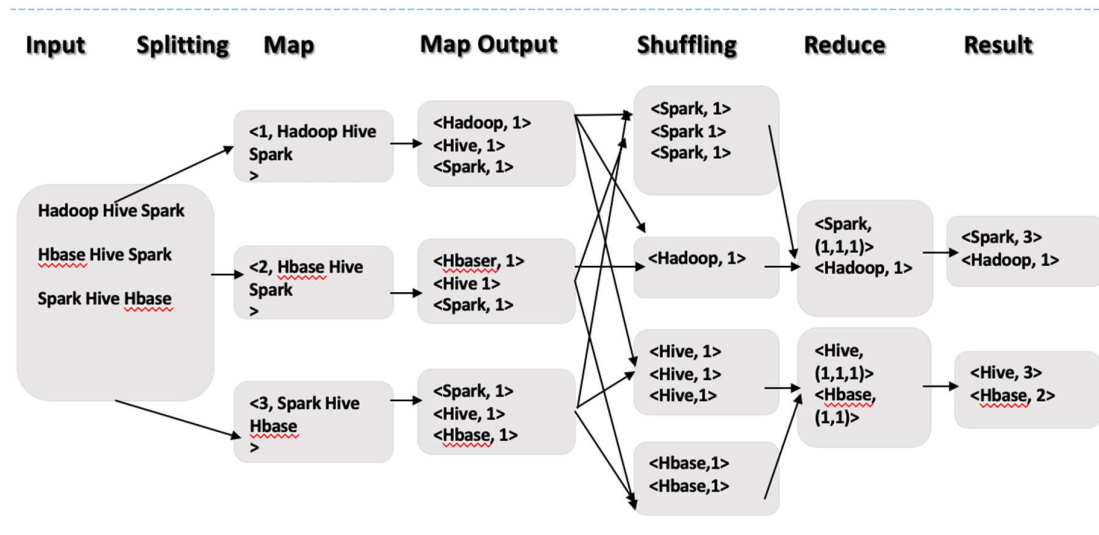 Input
Splitting
Map
Map Output
Shuffling
Reduce
Result
Hadoop Hive Spark
Hbase Hive Spark
Spark Hive Hbase
<1, Hadoop Hive
Spark
>
<2, Hbase Hive
Spark
>
<3, Spark Hive
Hbase
>
<Hadoop, 1>
<Hive, 1>
<Spark, 1>
<Hbaser, 1>
<Hive 1>
<Spark, 1>
<Spark, 1>
<Hive, 1>
<Hbase, 1>
<Spark, 1>
<Spark 1>
<Spark, 1>
<Hadoop, 1>
<Hive, 1>
<Hive, 1>
<Hive,1>
<Hbase,1>
<Hbase,1>
<Spark,
(1,1,1)>
<Hadoop, 1>
<Hive,
(1,1,1)>
<Hbase,
(1,1)>
<Spark, 3>
<Hadoop, 1>
<Hive, 3>
<Hbase, 2>